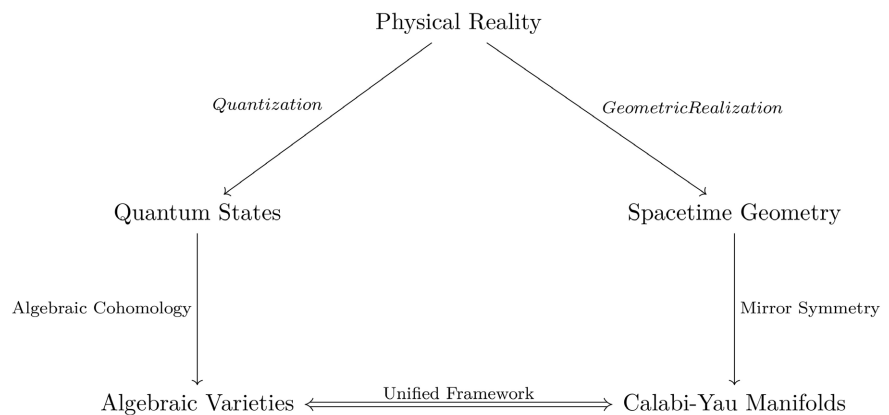 Physical Reality
Quantization
GeometricRealization
Quantum States
Spacetime Geometry
Algebraic Cohomology
Mirror Symmetry
Algebraic Varieties
Unified Framework
Calabi-Yau Manifolds